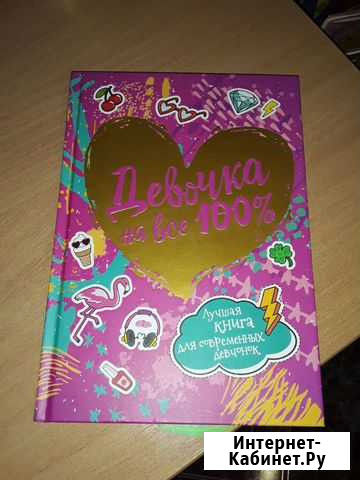 Девочка
на все 100%
Лучшая
книга
для современных
девчонок
Интернет-
Кабинет.Ру